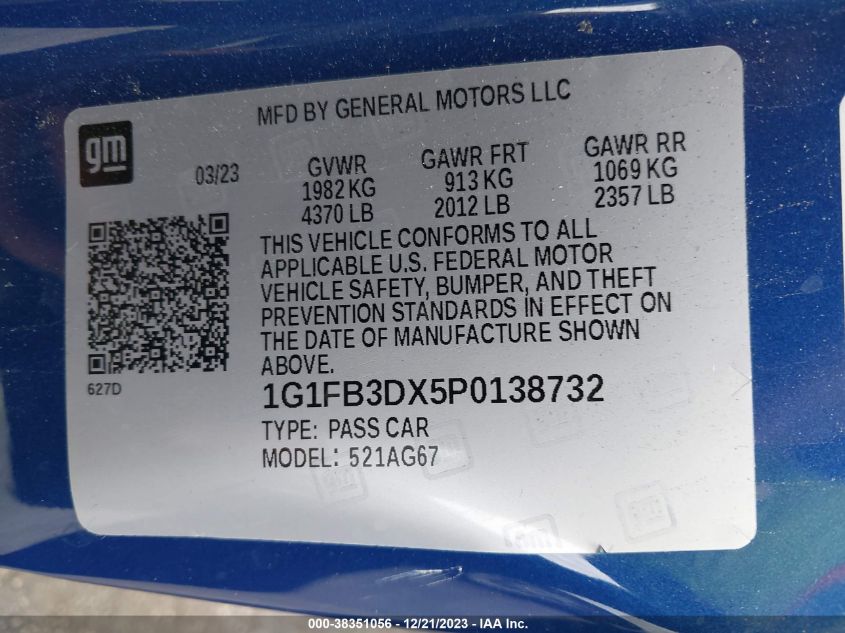 MFD BY GENERAL MOTORS LLC
gm
03/23
GVWR GAWR FRT GAWR RR
1982 KG 913 KG 1069 KG
4370 LB 2012 LB 2357 LB
THIS VEHICLE CONFORMS TO ALL
APPLICABLE U.S. FEDERAL MOTOR
VEHICLE SAFETY, BUMPER, AND THEFT
PREVENTION STANDARDS IN EFFECT ON
THE DATE OF MANUFACTURE SHOWN
ABOVE.
627D
1G1FB3DX5P0138732
TYPE: PASS CAR
MODEL: 521AG67
000-38351056 - 12/21/2023 - IAA Inc.